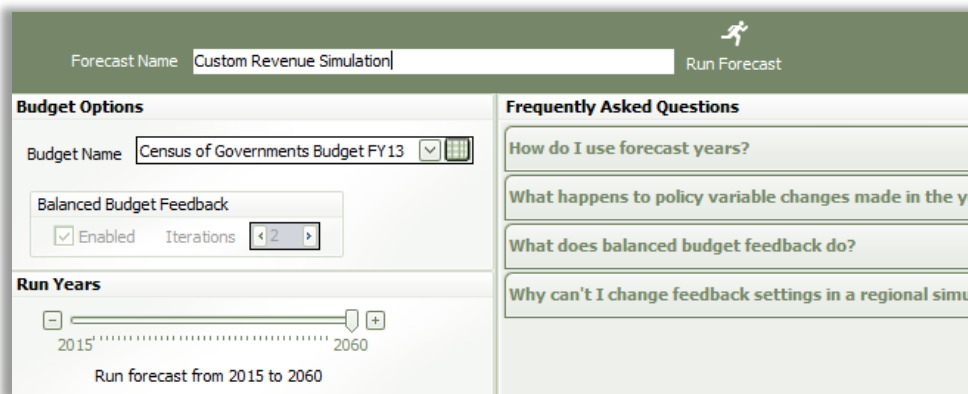 Forecast Name Custom Revenue Simulation
Run Forecast
Budget Options
Budget Name Census of Governments Budget FY13
Balanced Budget Feedback
Enabled Iterations 2
Run Years
2015 2060
Run forecast from 2015 to 2060
Frequently Asked Questions
How do I use forecast years?
What happens to policy variable changes made in the y
What does balanced budget feedback do?
Why can't I change feedback settings in a regional simu